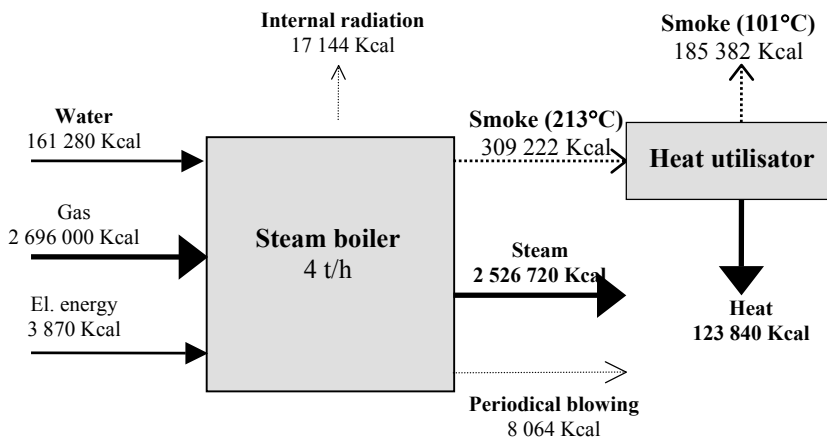 Internal radiation
17 144 Kcal
Smoke (101°C)
185 382 Kcal
Water
161 280 Kcal
Smoke (213°C)
309 222 Kcal
Heat utilisator
Gas
2 696 000 Kcal
Steam boiler
4 t/h
Steam
2 526 720 Kcal
El. energy
3 870 Kcal
Heat
123 840 Kcal
Periodical blowing
8 064 Kcal